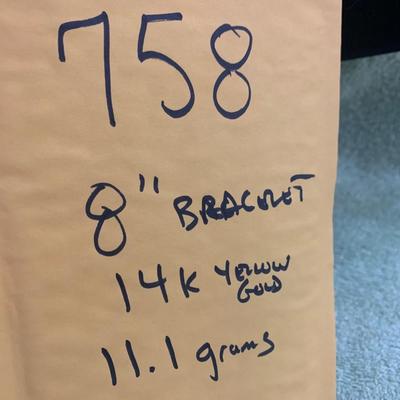 758
8" BRACELET
14K YELLOW
GOLD
11.1 grams